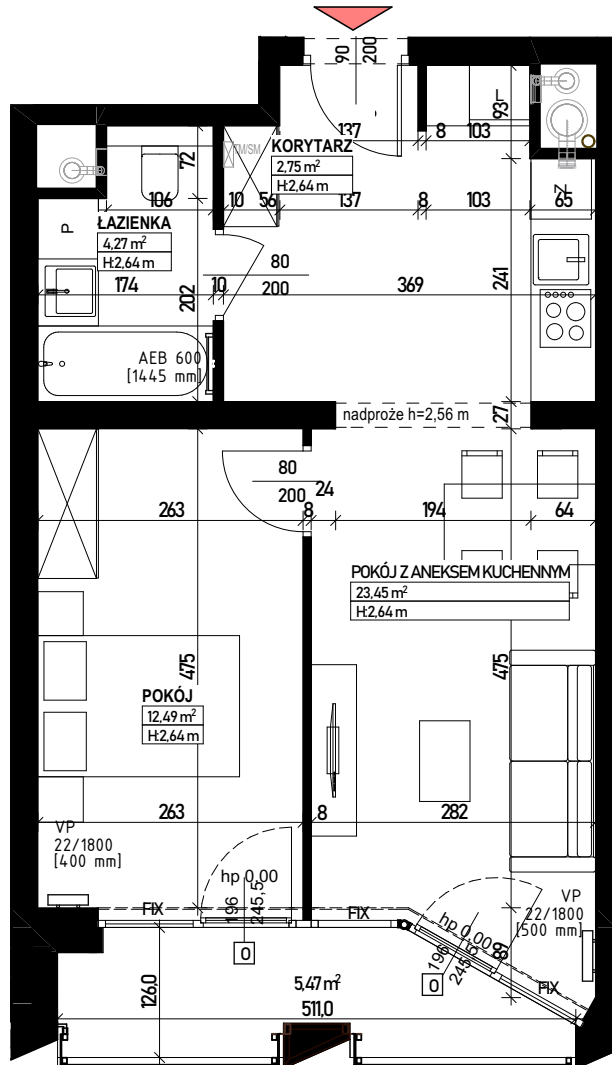 90
200
93
L
137
8
103
72
FM/SM
KORYTARZ
2,75 m²
H:2,64 m
106
10
56
137
8
103
Z
65
P
ŁAZIENKA
4,27 m²
H:2,64 m
80
200
174
10
202
369
241
AEB 600
[1445 mm]
nadproże h=2,56 m
27
80
200
24
263
8
194
64
POKÓJ Z ANEKSEM KUCHENNYM
23,45 m²
H:2,64 m
475
475
POKÓJ
12,49 m²
H:2,64 m
263
8
282
VP
22/1800
[400 mm]
hp 0,00
196
245,5
FIX
FIX
VP
22/1800
[500 mm]
hp 0,00
196
245,5
89
FIX
0
0
126,0
5,47 m²
511,0